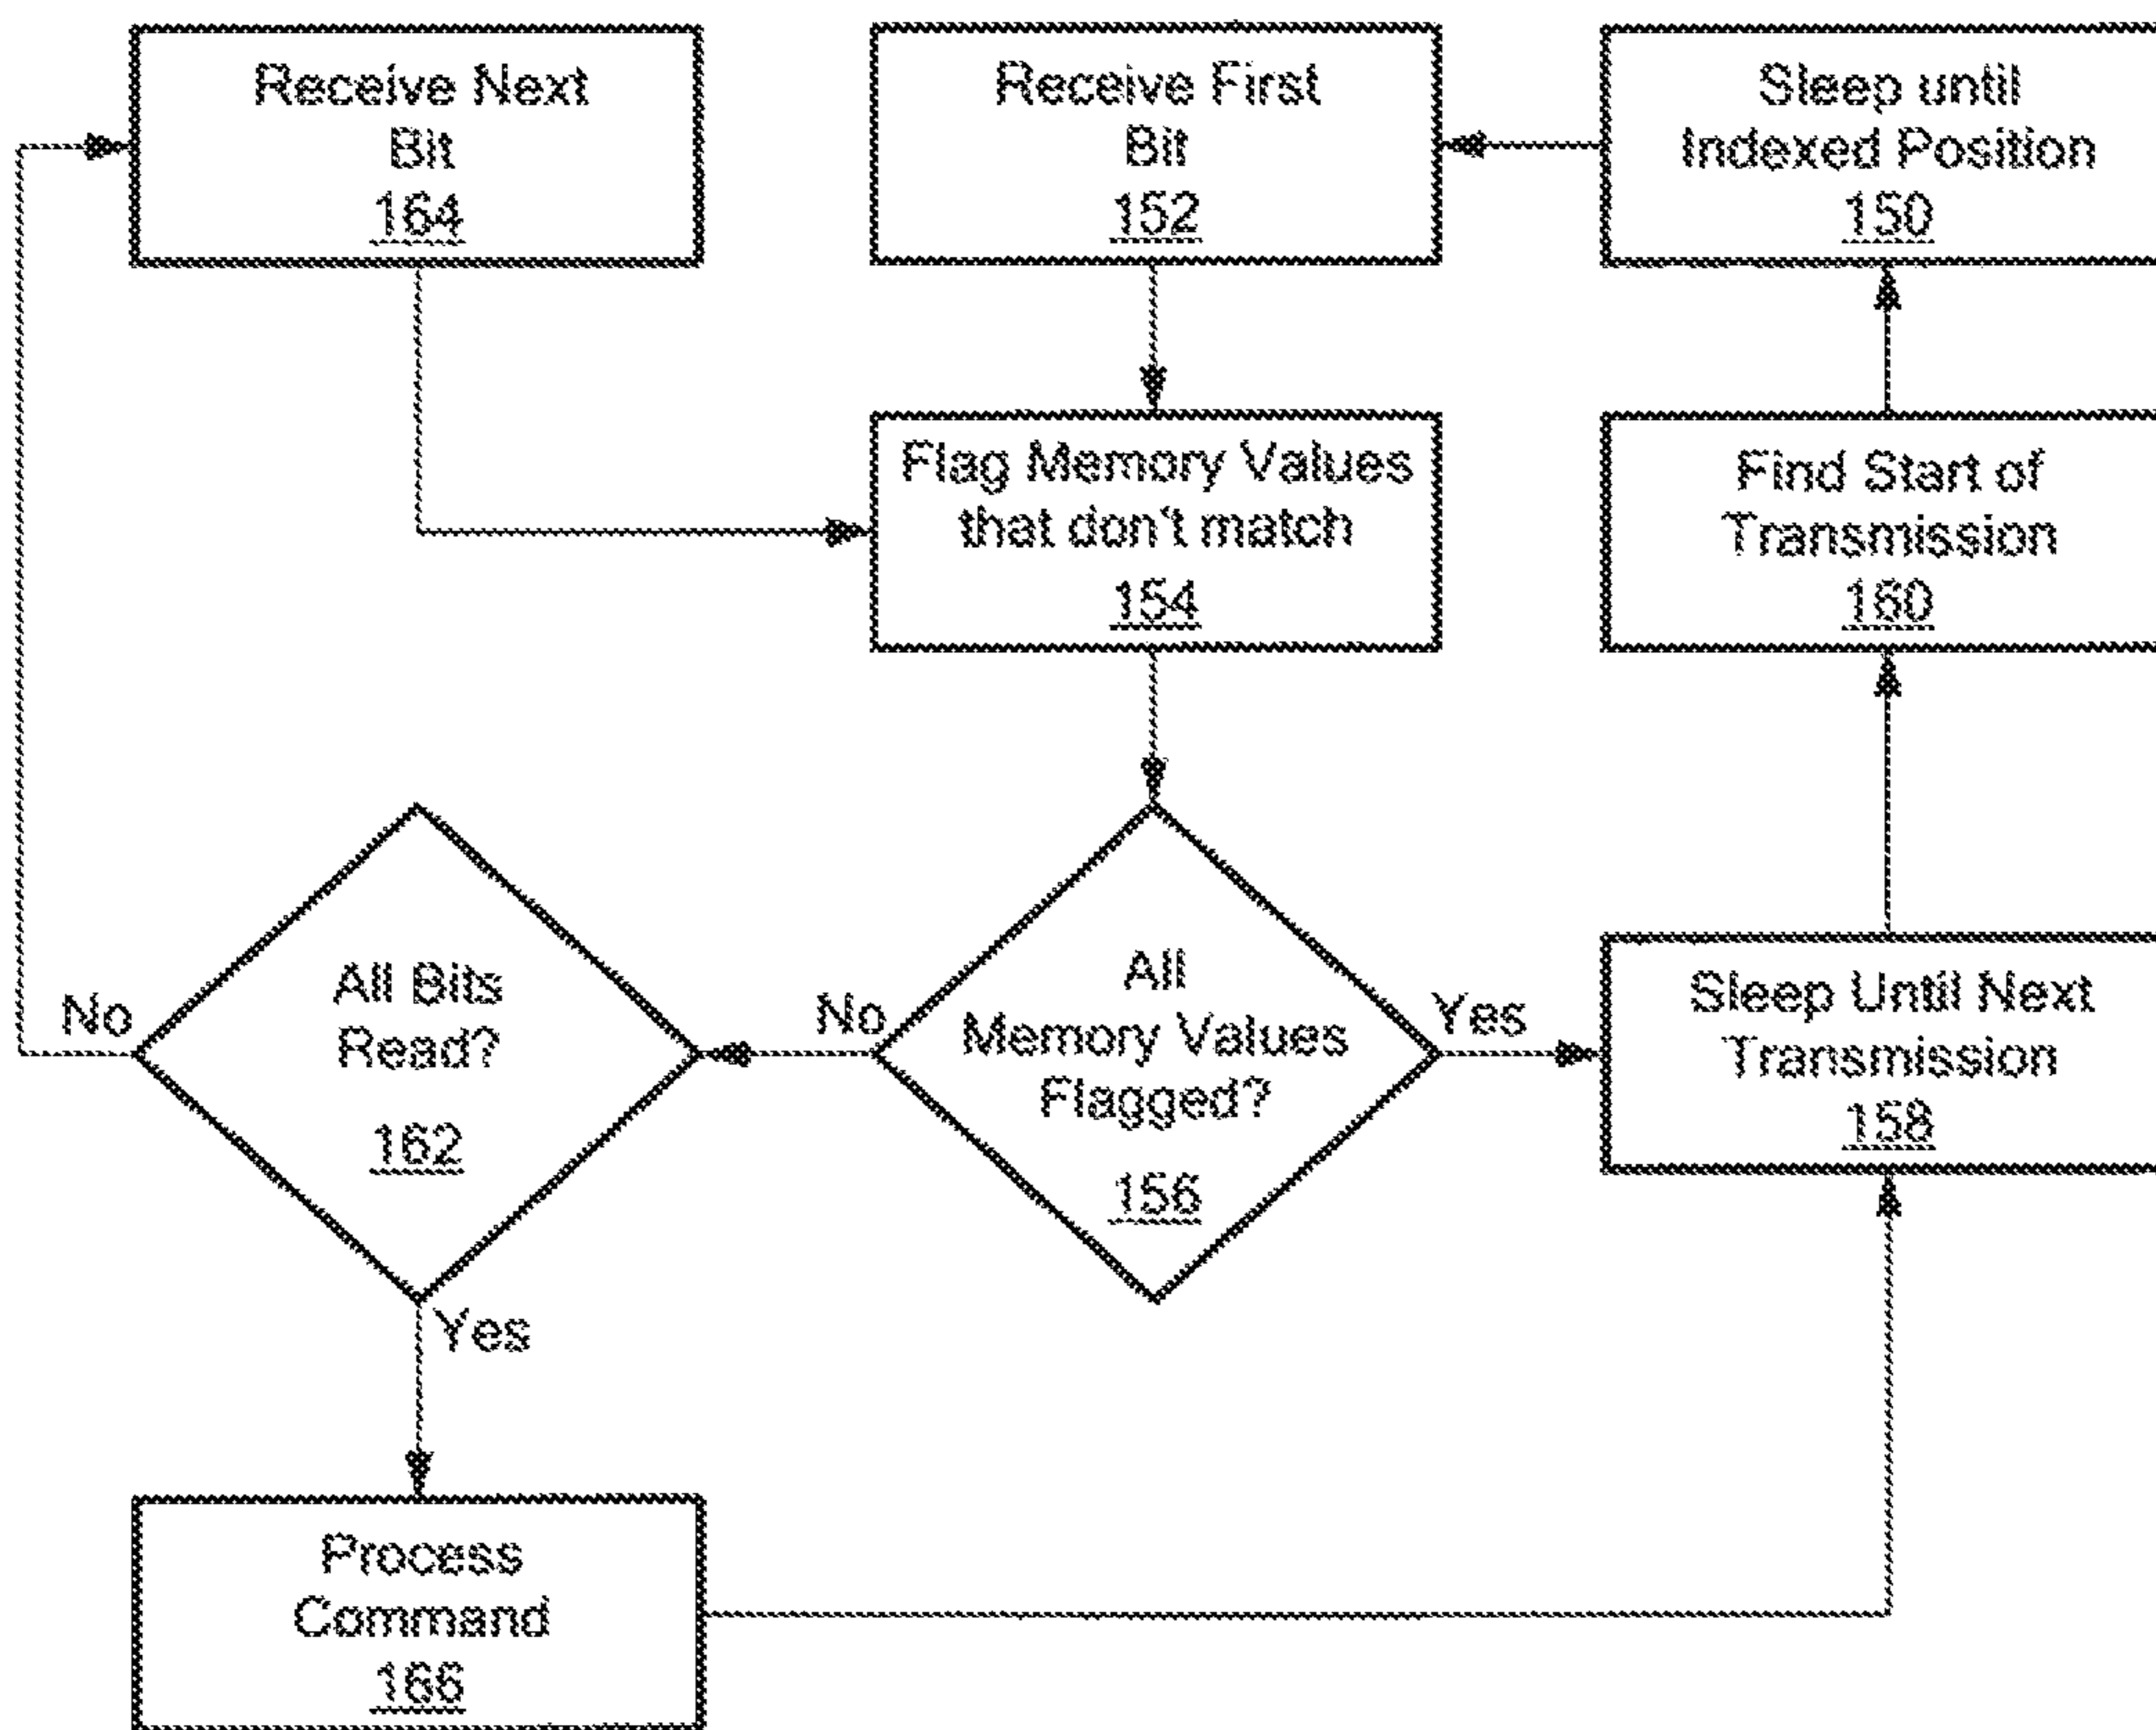 Receive Next
Bit
164
Receive First
Bit
152
Sleep until
Indexed Position
150
Flag Memory Values
that don't match
154
Find Start of
Transmission
160
All Bits
Read?
162
No
All
Memory Values
Flagged?
156
No
Yes
Sleep Until Next
Transmission
158
Yes
Process
Command
166